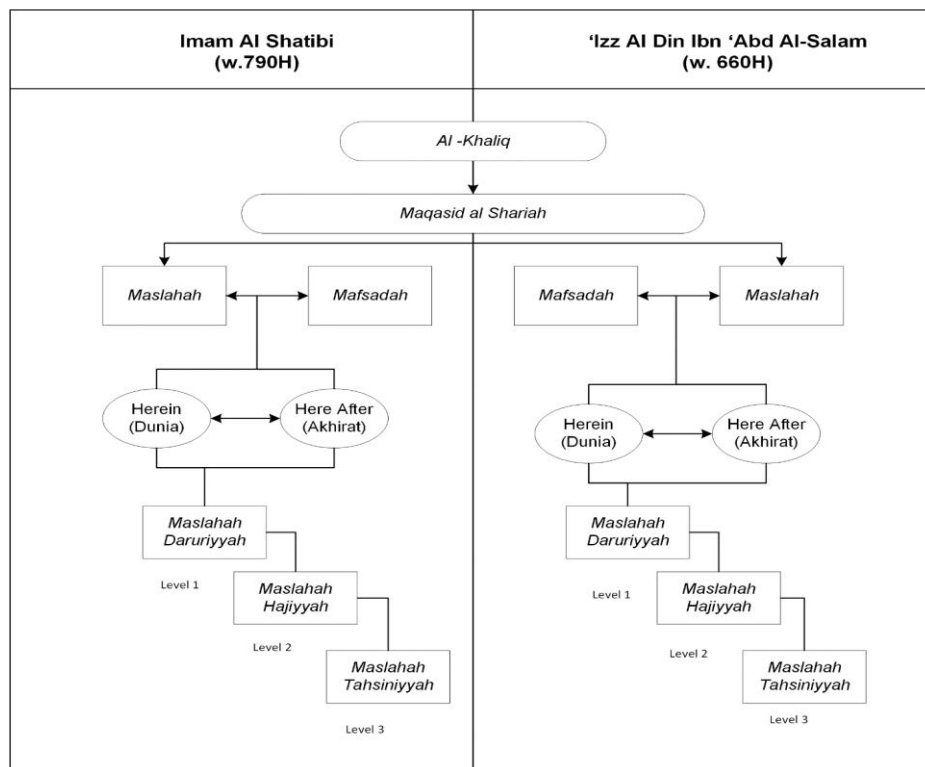 Imam Al Shatibi
(w.790H)
‘Izz Al Din Ibn ‘Abd Al-Salam
(w. 660H)
Al -Khaliq
Maqasid al Shariah
Maslahah
Mafsadah
Mafsadah
Maslahah
Herein
(Dunia)
Here After
(Akhirat)
Herein
(Dunia)
Here After
(Akhirat)
Maslahah
Daruriyyah
Level 1
Maslahah
Hajiyyah
Level 2
Maslahah
Tahsiniyyah
Level 3
Maslahah
Daruriyyah
Level 1
Maslahah
Hajiyyah
Level 2
Maslahah
Tahsiniyyah
Level 3